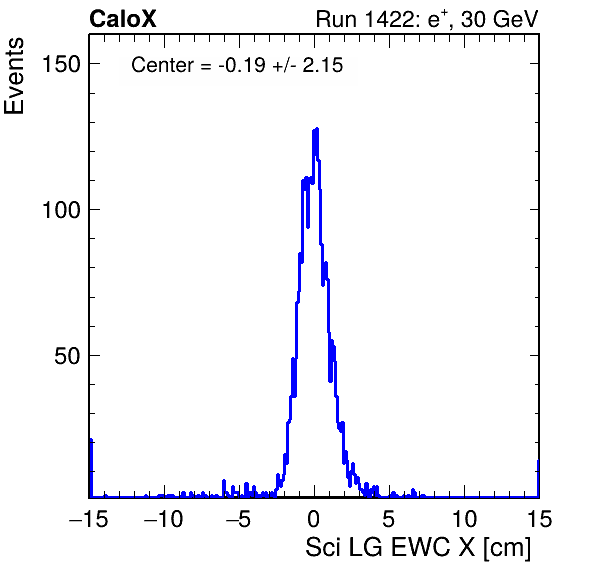 CaloX Run 1422: e⁺, 30 GeV
Center = -0.19 +/- 2.15
Events
150
100
50
−15 −10 −5 0 5 10 15
Sci LG EWC X [cm]